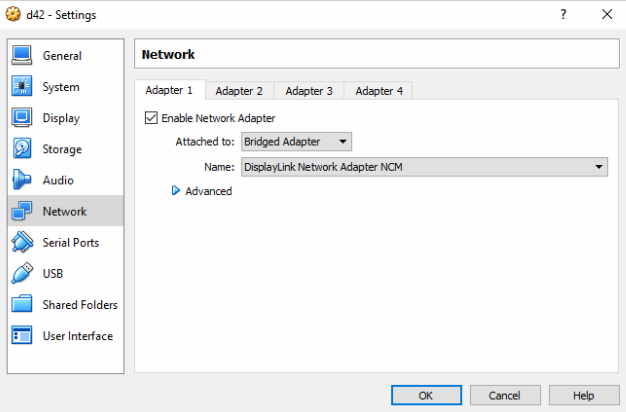 d42 - Settings
?
General
System
Display
Storage
Audio
Network
Serial Ports
USB
Shared Folders
User Interface
Network
Adapter 1 Adapter 2 Adapter 3 Adapter 4
Enable Network Adapter
Attached to: Bridged Adapter
Name: DisplayLink Network Adapter NCM
Advanced
OK Cancel Help